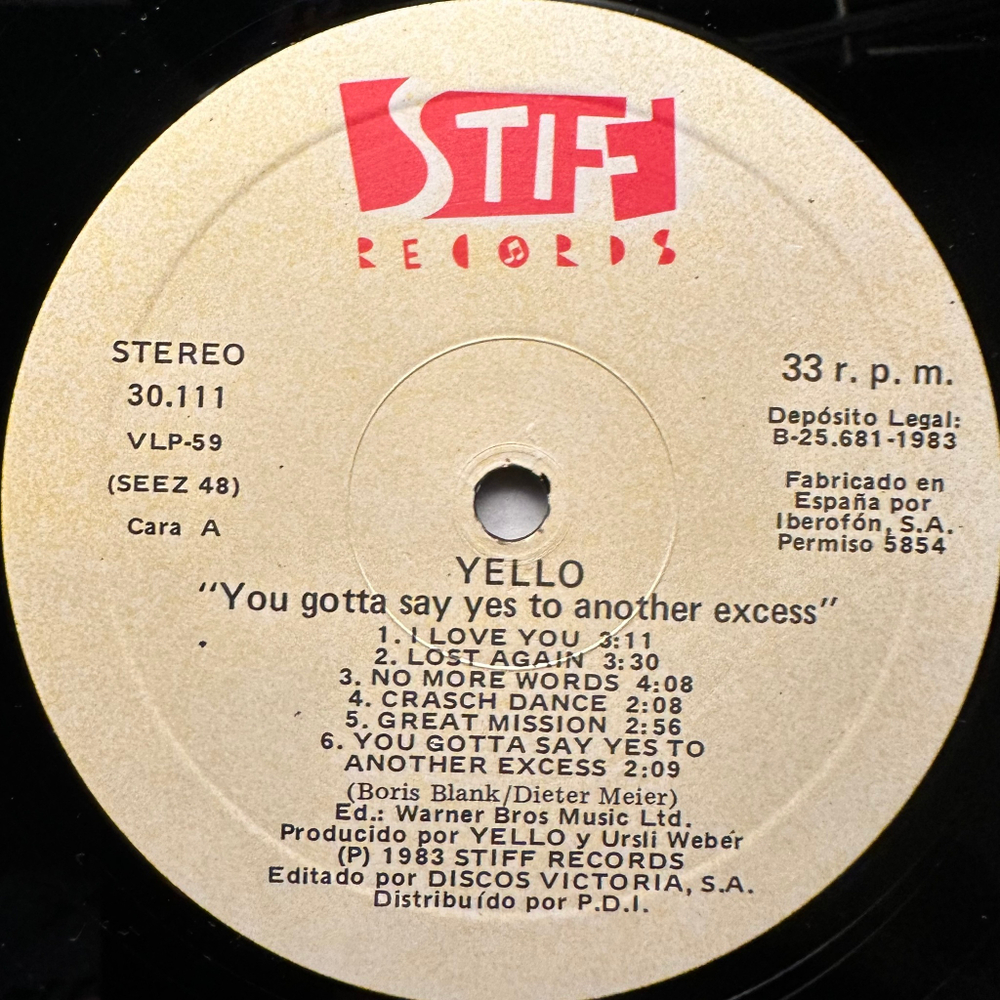 STIFF
RECORDS
STEREO
30.111
VLP-59
(SEEZ 48)
Cara A
33 r. p. m.
Depósito Legal:
B-25.681-1983
Fabricado en
España por
Iberofón, S.A.
Permiso 5854
YELLO
"You gotta say yes to another excess"
1. I LOVE YOU 3:11
2. LOST AGAIN 3:30
3. NO MORE WORDS 4:08
4. CRASCH DANCE 2:08
5. GREAT MISSION 2:56
6. YOU GOTTA SAY YES TO
ANOTHER EXCESS 2:09
(Boris Blank/Dieter Meier)
Ed.: Warner Bros Music Ltd.
Producido por YELLO y Ursli Weber
(P) 1983 STIFF RECORDS
Editado por DISCOS VICTORIA, S.A.
Distribuído por P.D.I.